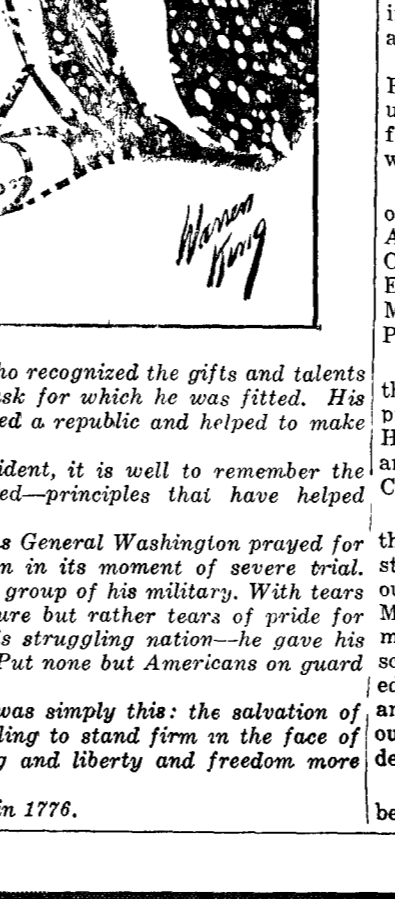 Warren
King
ho recognized the gifts and talents
sk for which he was fitted. His
ed a republic and helped to make
ident, it is well to remember the
ed—principles that have helped
s General Washington prayed for
n in its moment of severe trial.
group of his military. With tears
ure but rather tears of pride for
is struggling nation—he gave his
Put none but Americans on guard
was simply this: the salvation of
ling to stand firm in the face of
g and liberty and freedom more
in 1776.
i
a
u
f
w
o
A
C
E
M
P
th
p
H
an
C
th
st
ou
M
m
so
ed
an
ou
de
be